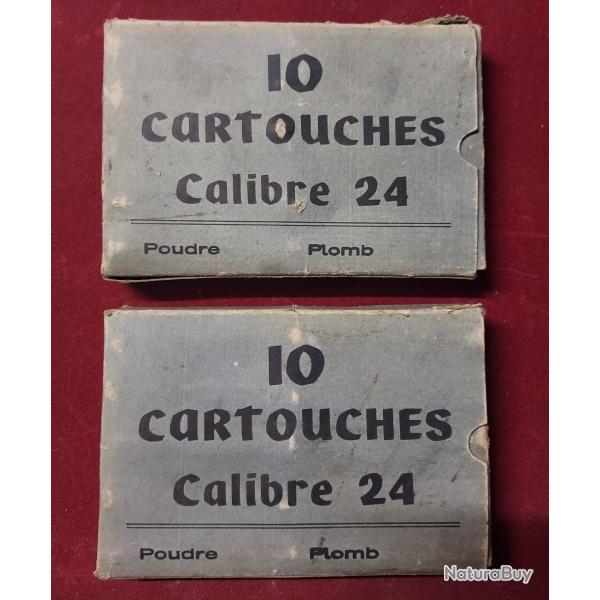 10
CARTOUCHES
Calibre 24
Poudre Plomb
10
CARTOUCHES
Calibre 24
Poudre Plomb
NaturaBuy